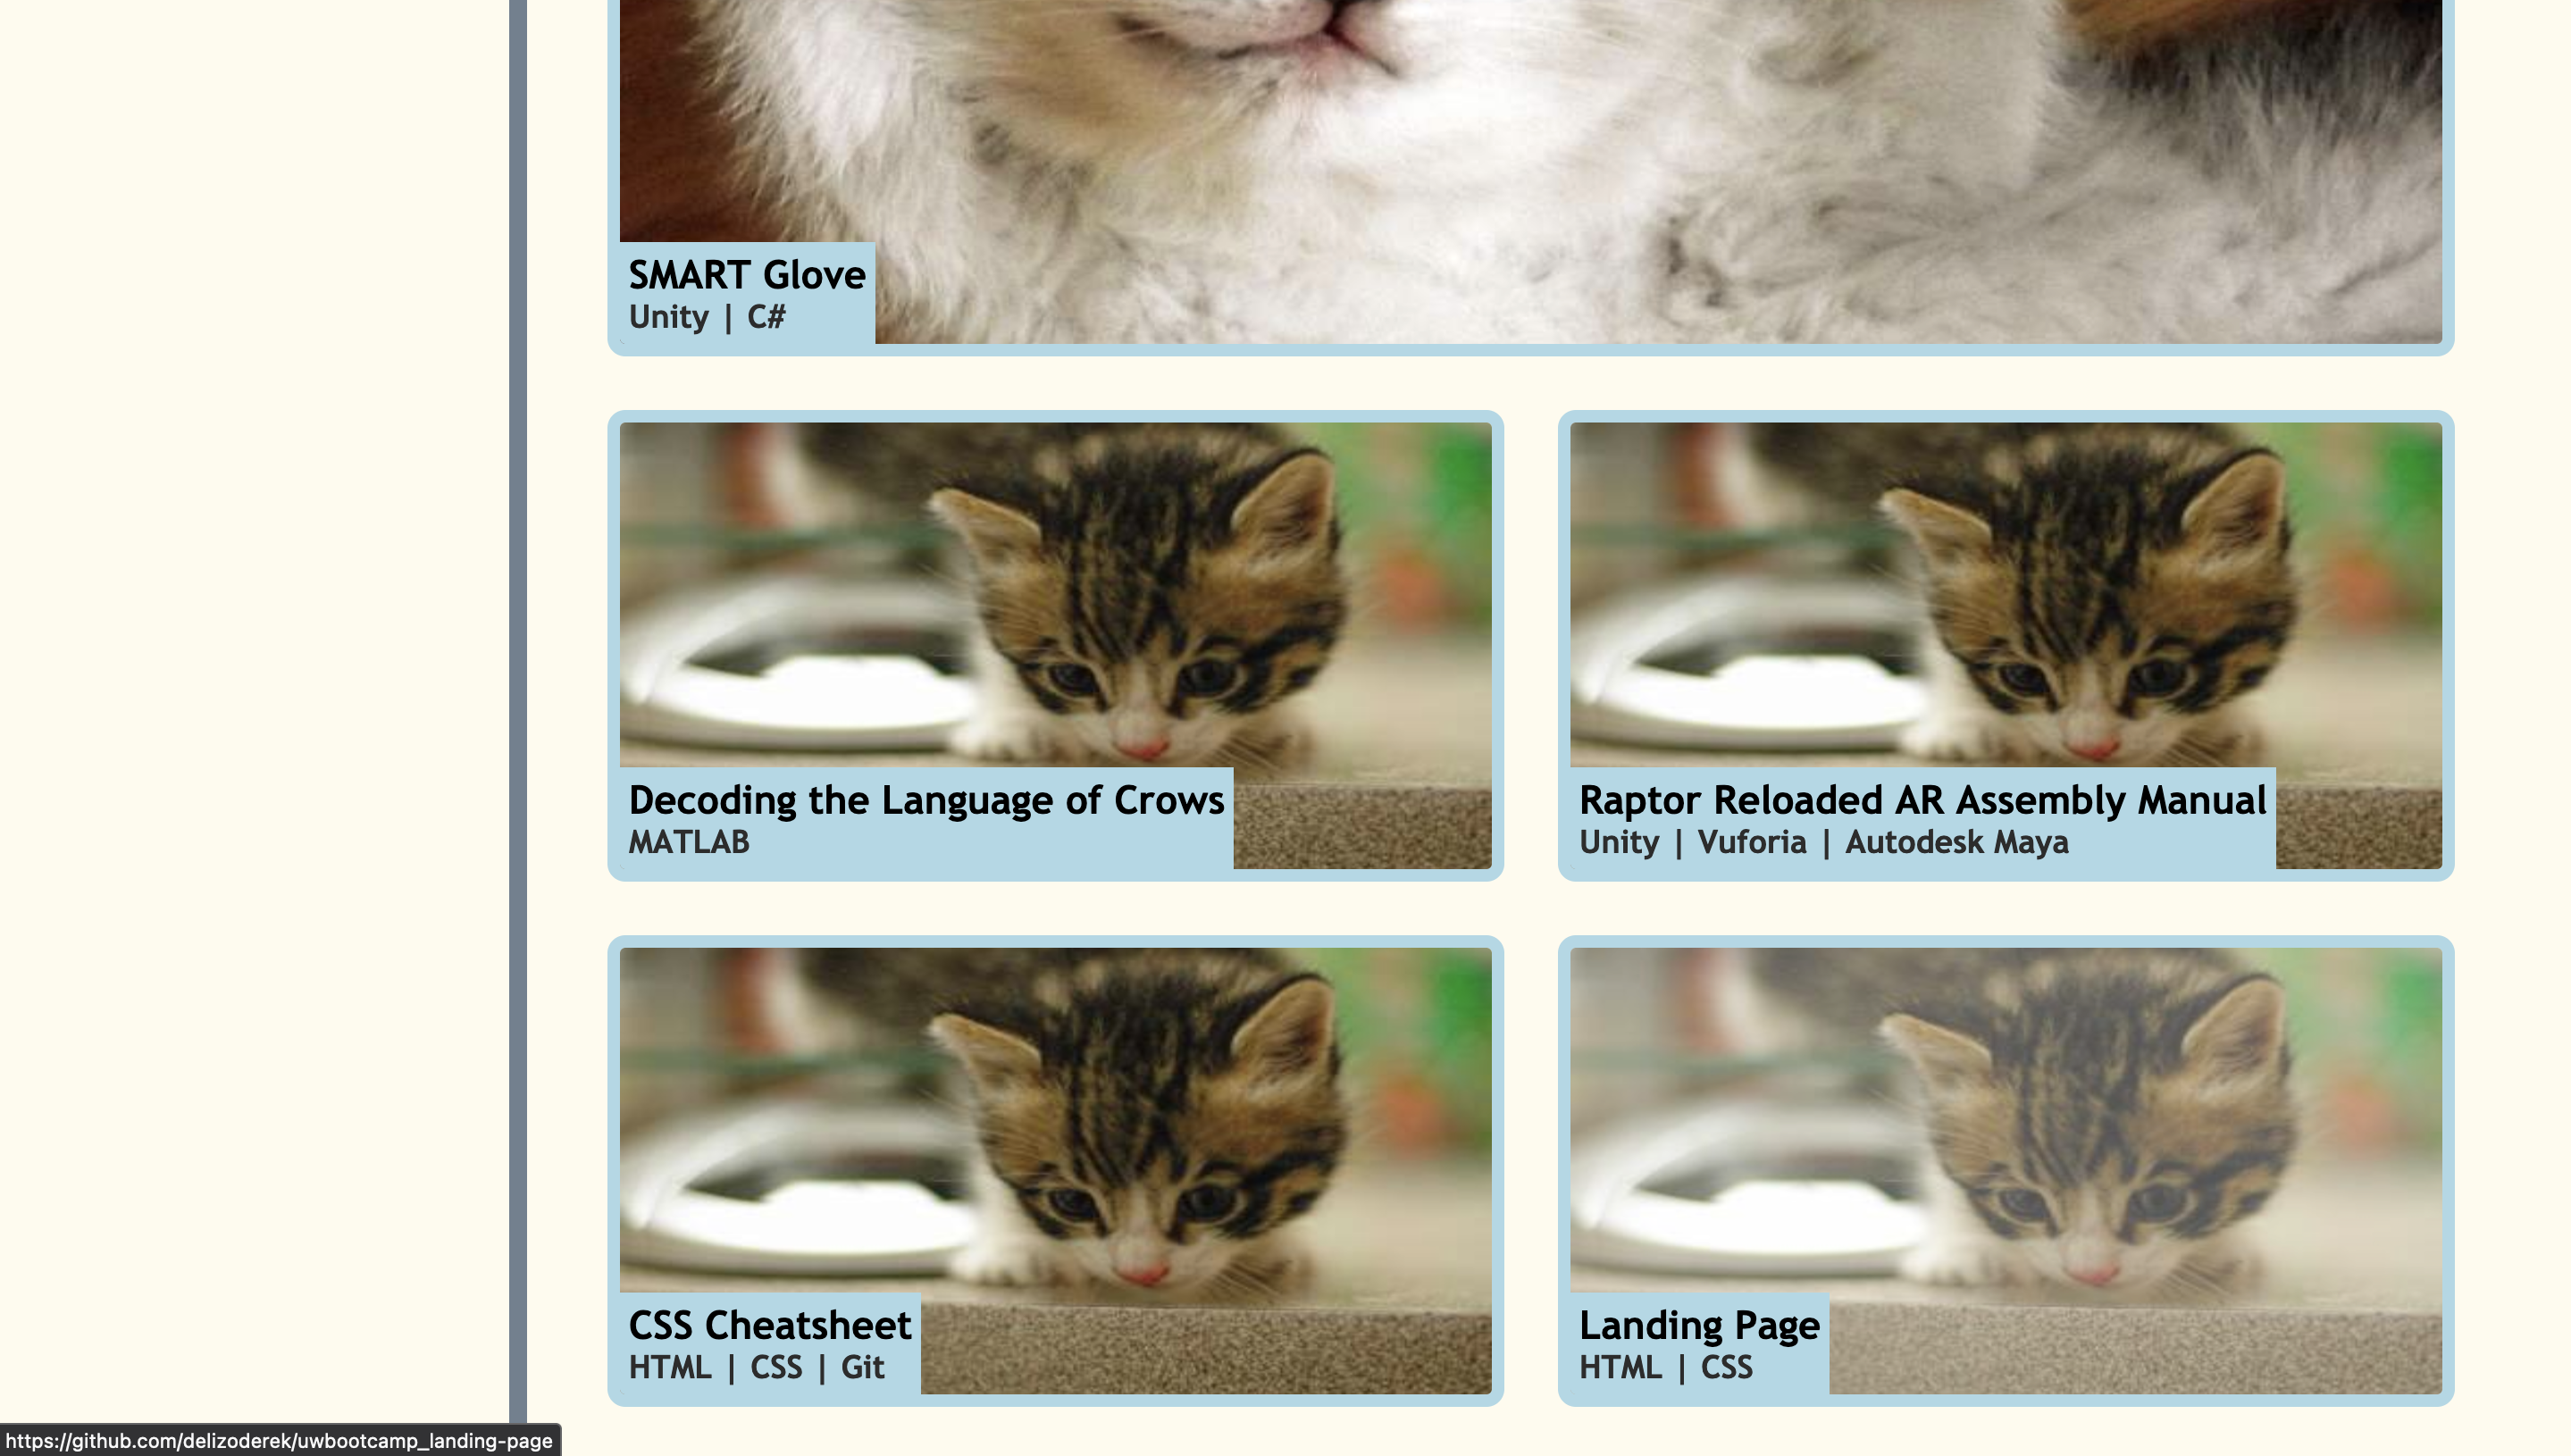 SMART Glove
Unity | C#
Decoding the Language of Crows
MATLAB
Raptor Reloaded AR Assembly Manual
Unity | Vuforia | Autodesk Maya
CSS Cheatsheet
HTML | CSS | Git
Landing Page
HTML | CSS
https://github.com/delizoderek/uwbootcamp_landing-page